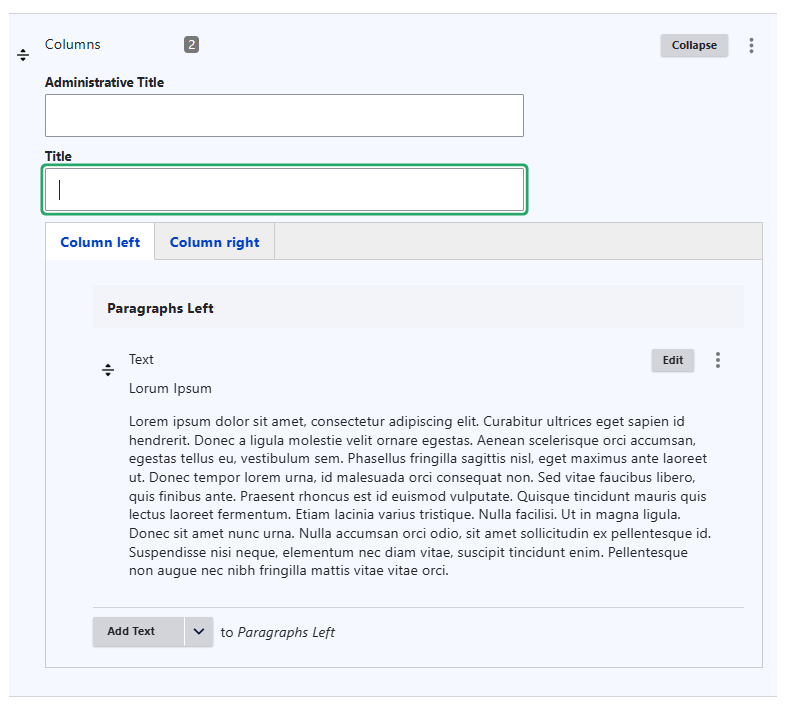 Columns 2 Collapse
Administrative Title
Title
Column left Column right
Paragraphs Left
Text Edit
Lorum Ipsum
Lorem ipsum dolor sit amet, consectetur adipiscing elit. Curabitur ultrices eget sapien id
hendrerit. Donec a ligula molestie velit ornare egestas. Aenean scelerisque orci accumsan,
egestas tellus eu, vestibulum sem. Phasellus fringilla sagittis nisl, eget maximus ante laoreet
ut. Donec tempor lorem urna, id malesuada orci consequat non. Sed vitae faucibus libero,
quis finibus ante. Praesent rhoncus est id euismod vulputate. Quisque tincidunt mauris quis
lectus laoreet fermentum. Etiam lacinia varius tristique. Nulla facilisi. Ut in magna ligula.
Donec sit amet nunc urna. Nulla accumsan orci odio, sit amet sollicitudin ex pellentesque id.
Suspendisse nisi neque, elementum nec diam vitae, suscipit tincidunt enim. Pellentesque
non augue nec nibh fringilla mattis vitae vitae orci.
Add Text to Paragraphs Left